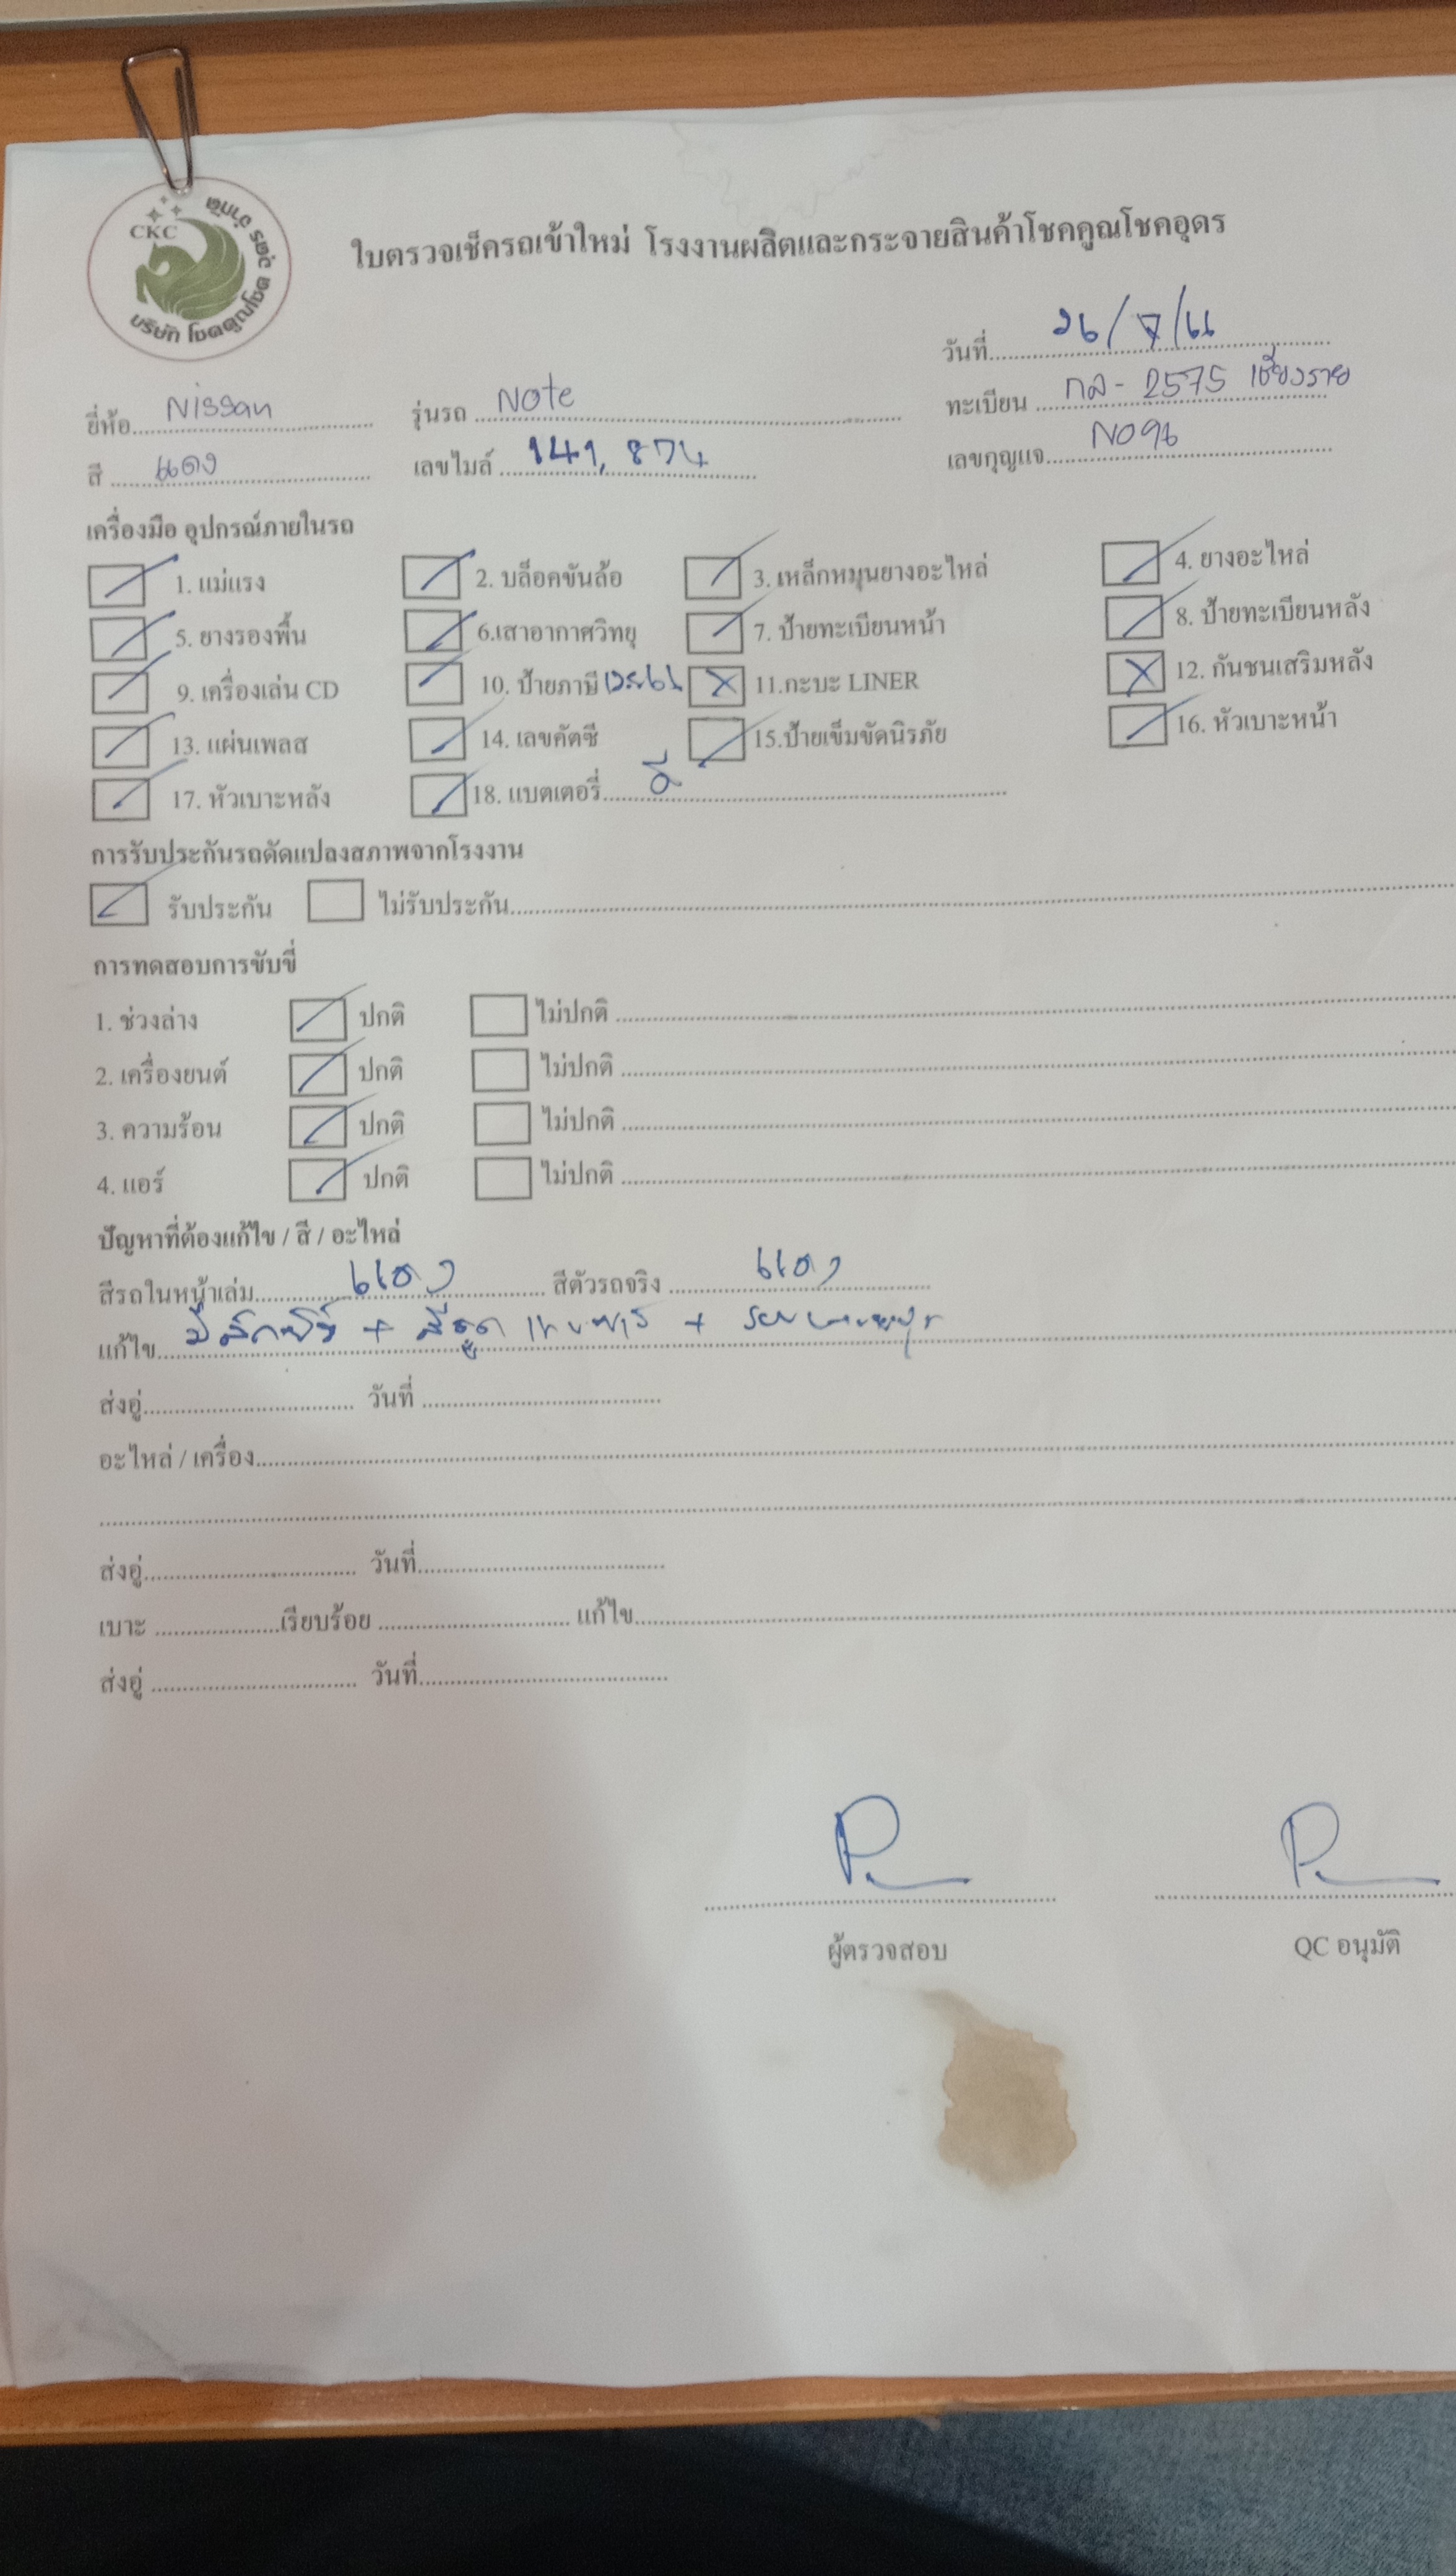 CKC
บริษัท โชคคูณโชค อุดร จำกัด
ใบตรวจเช็ครถเข้าใหม่ โรงงานผลิตและกระจายสินค้าโชคคูณโชคอุดร
วันที่
ยี่ห้อ Nissan รุ่นรถ Note ทะเบียน กล - 2575 เชียงราย
สี แดง เลขไมล์ 141, 874 เลขกุญแจ No96
เครื่องมือ อุปกรณ์ภายในรถ
1. แม่แรง 2. บล็อคขันล้อ 3. เหล็กหมุนยางอะไหล่ 4. ยางอะไหล่
5. ยางรองพื้น 6.เสาอากาศวิทยุ 7. ป้ายทะเบียนหน้า 8. ป้ายทะเบียนหลัง
9. เครื่องเล่น CD 10. ป้ายภาษี 11.กะบะ LINER 12. กันชนเสริมหลัง
13. แผ่นเพลส 14. เลขคัตซี 15.ป้ายเข็มขัดนิรภัย 16. หัวเบาะหน้า
17. หัวเบาะหลัง 18. แบตเตอรี่ ดี
การรับประกันรถดัดแปลงสภาพจากโรงงาน
รับประกัน ไม่รับประกัน
การทดสอบการขับขี่
1. ช่วงล่าง ปกติ ไม่ปกติ
2. เครื่องยนต์ ปกติ ไม่ปกติ
3. ความร้อน ปกติ ไม่ปกติ
4. แอร์ ปกติ ไม่ปกติ
ปัญหาที่ต้องแก้ไข / สี / อะไหล่
สีรถในหน้าเล่ม แดง สีตัวรถจริง แดง
แก้ไข
ส่งอู่ วันที่
อะไหล่ / เครื่อง
ส่งอู่ วันที่
เบาะ เรียบร้อย แก้ไข
ส่งอู่ วันที่
ผู้ตรวจสอบ QC อนุมัติ